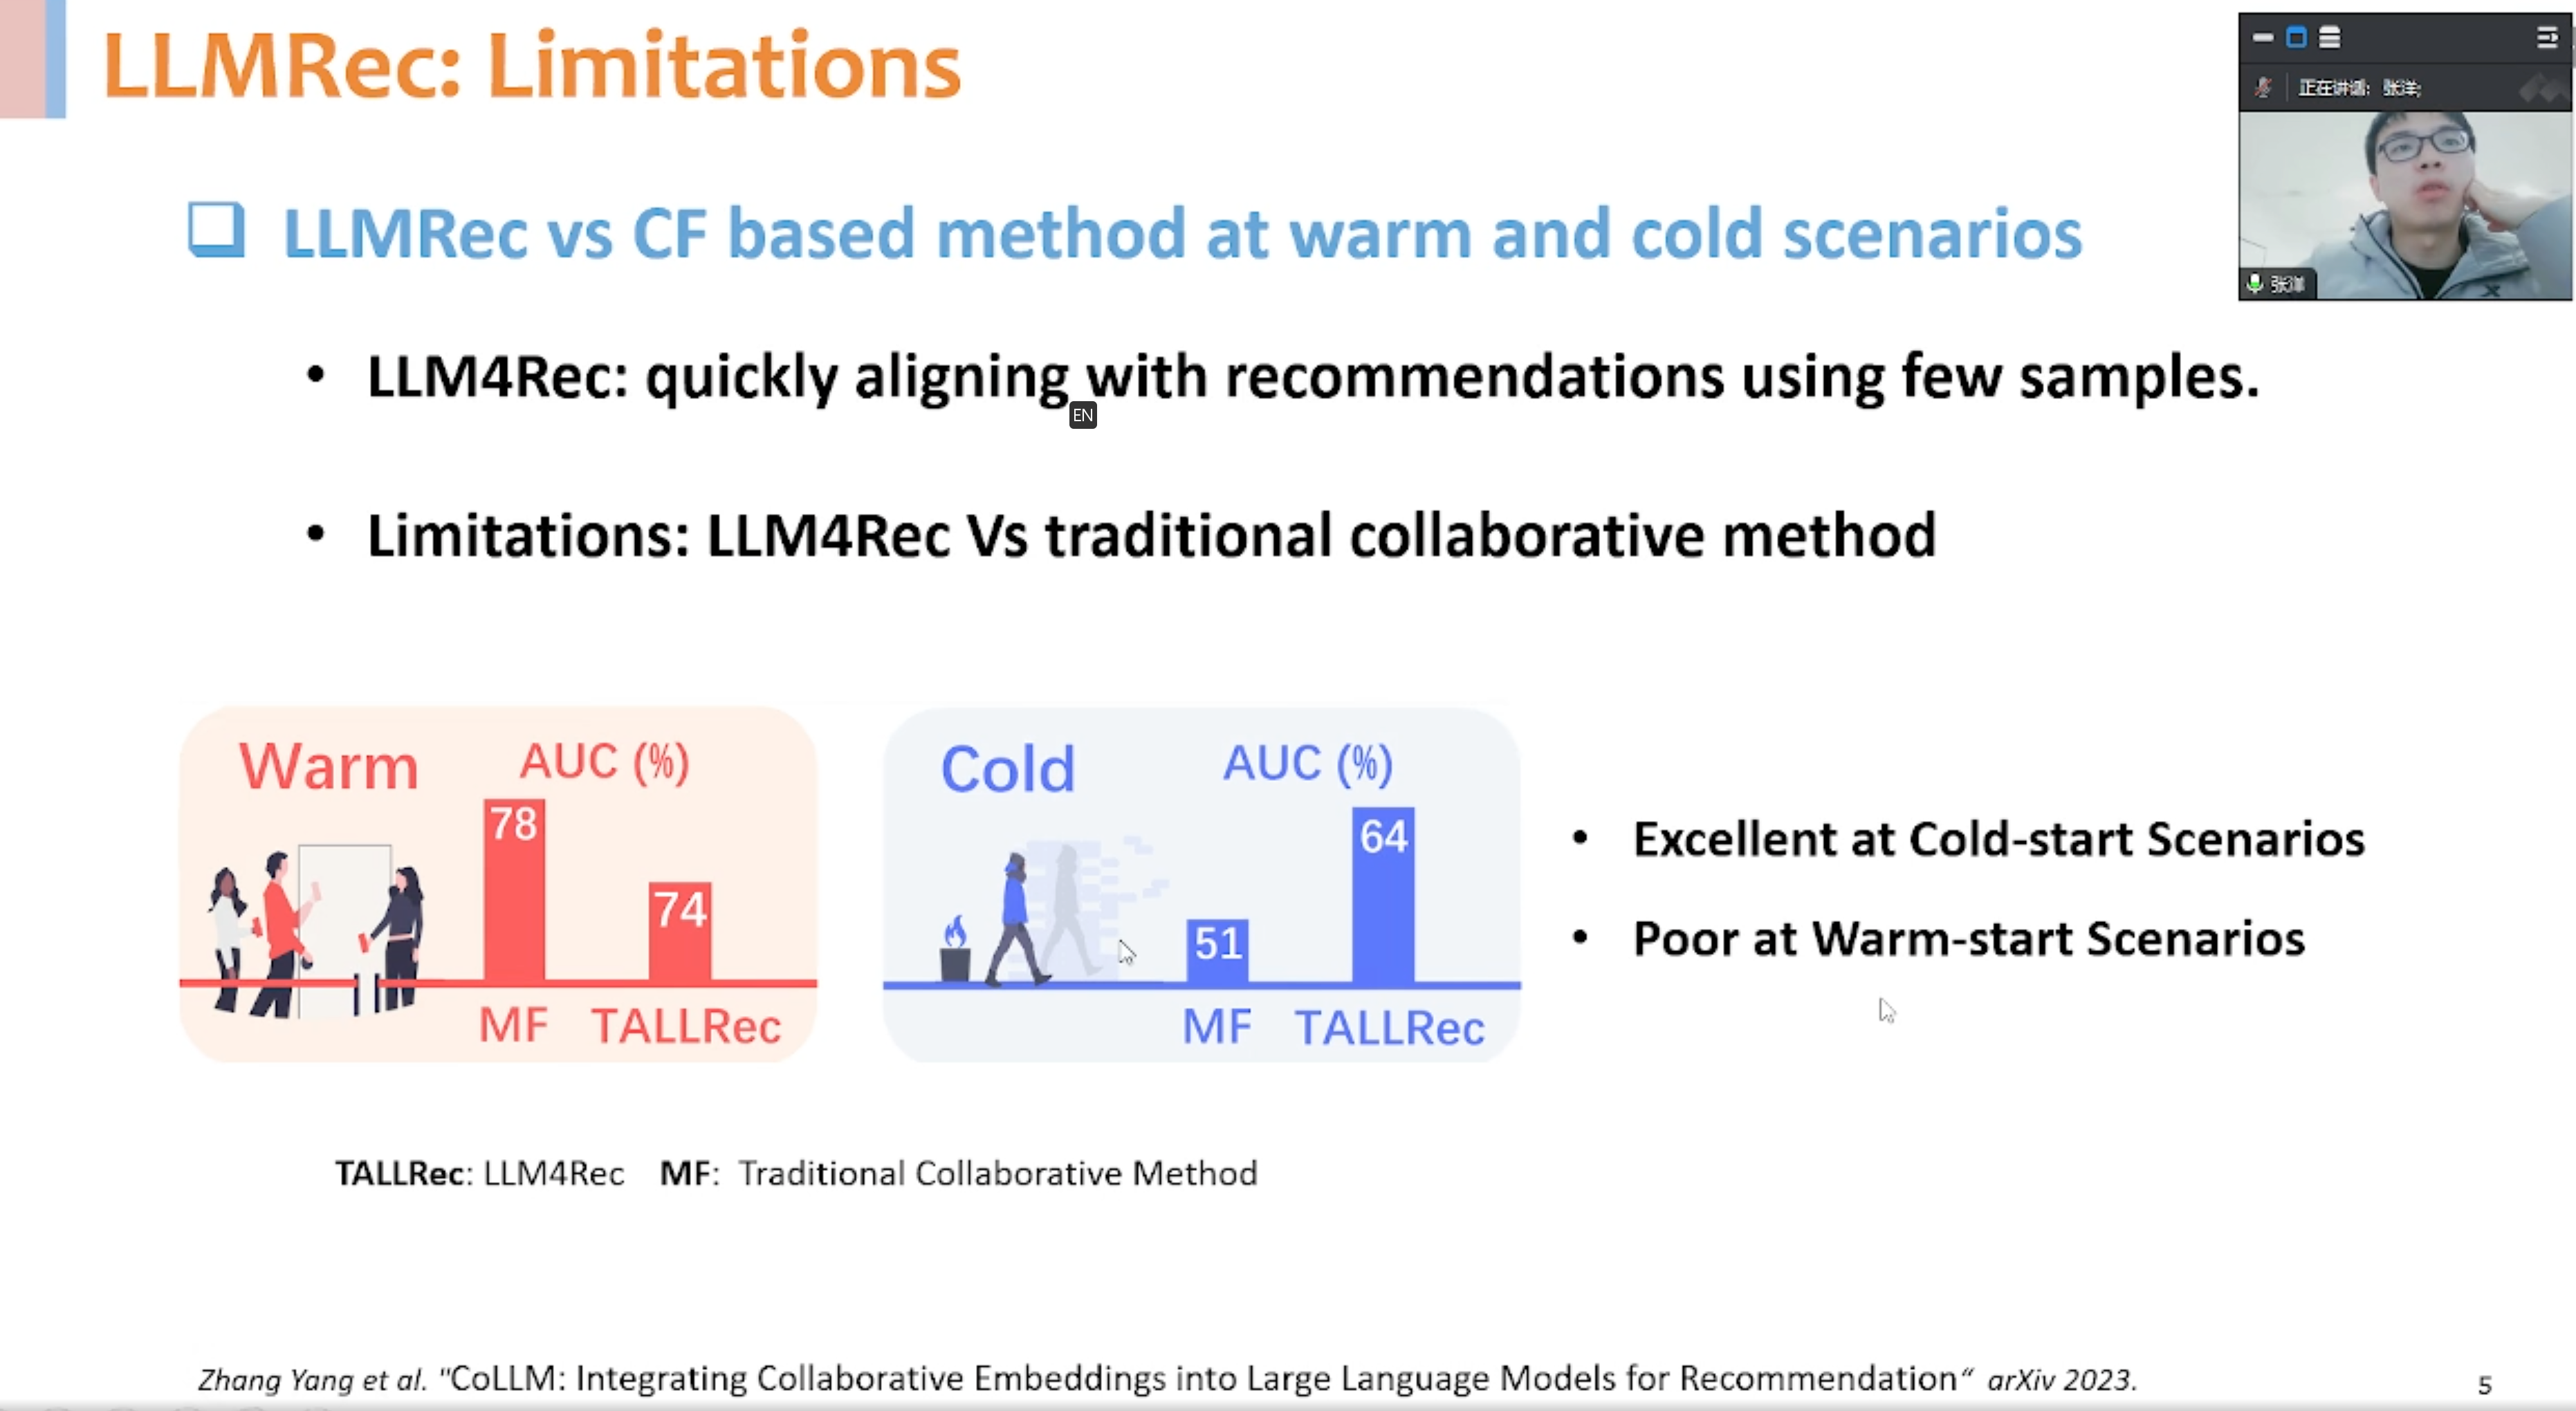 LLMRec: Limitations
正在讲话: 张洋;
张洋
LLMRec vs CF based method at warm and cold scenarios
• LLM4Rec: quickly aligning with recommendations using few samples.
EN
• Limitations: LLM4Rec Vs traditional collaborative method
Warm AUC (%)
78
74
MF TALLRec
Cold AUC (%)
64
51
MF TALLRec
• Excellent at Cold-start Scenarios
• Poor at Warm-start Scenarios
TALLRec: LLM4Rec MF: Traditional Collaborative Method
Zhang Yang et al. "CoLLM: Integrating Collaborative Embeddings into Large Language Models for Recommendation“ arXiv 2023.
5